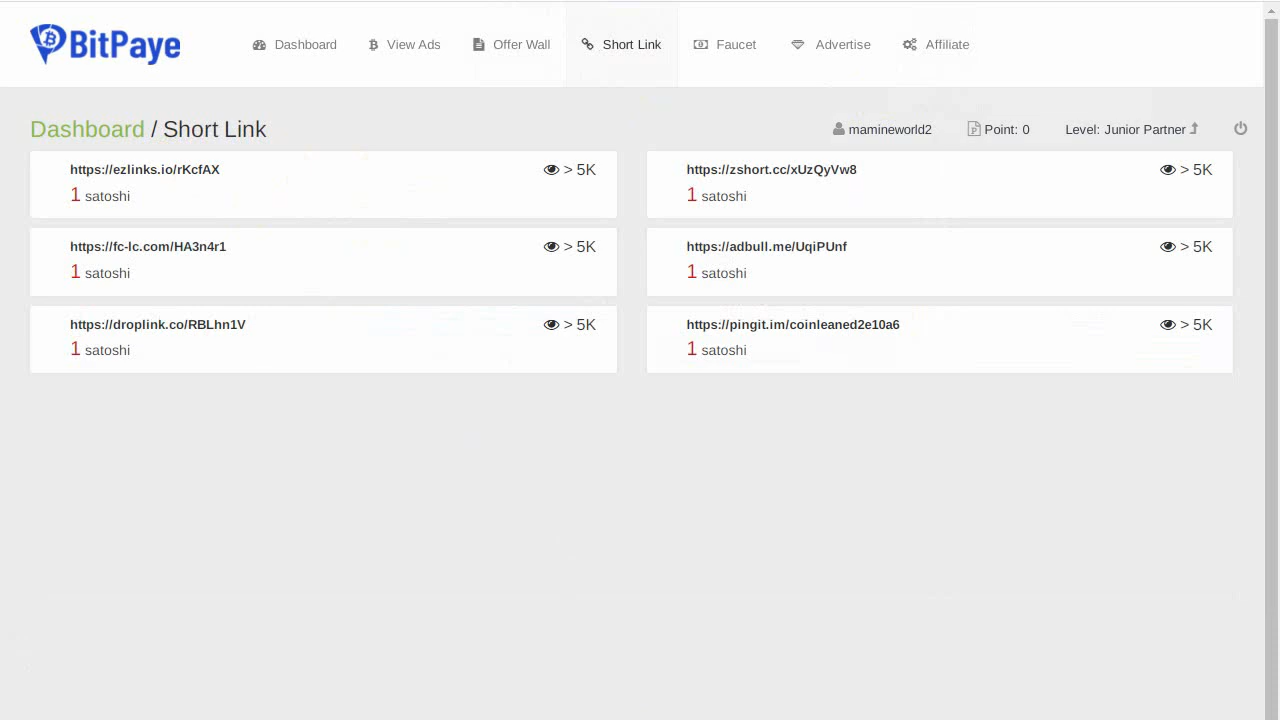 BitPaye
Dashboard View Ads Offer Wall Short Link Faucet Advertise Affiliate
Dashboard / Short Link
mamineworld2 Point: 0 Level: Junior Partner
https://ezlinks.io/rKcfAX > 5K
1 satoshi
https://zshort.cc/xUzQyVw8 > 5K
1 satoshi
https://fc-lc.com/HA3n4r1 > 5K
1 satoshi
https://adbull.me/UqiPUnf > 5K
1 satoshi
https://droplink.co/RBLhn1V > 5K
1 satoshi
https://pingit.im/coinleaned2e10a6 > 5K
1 satoshi